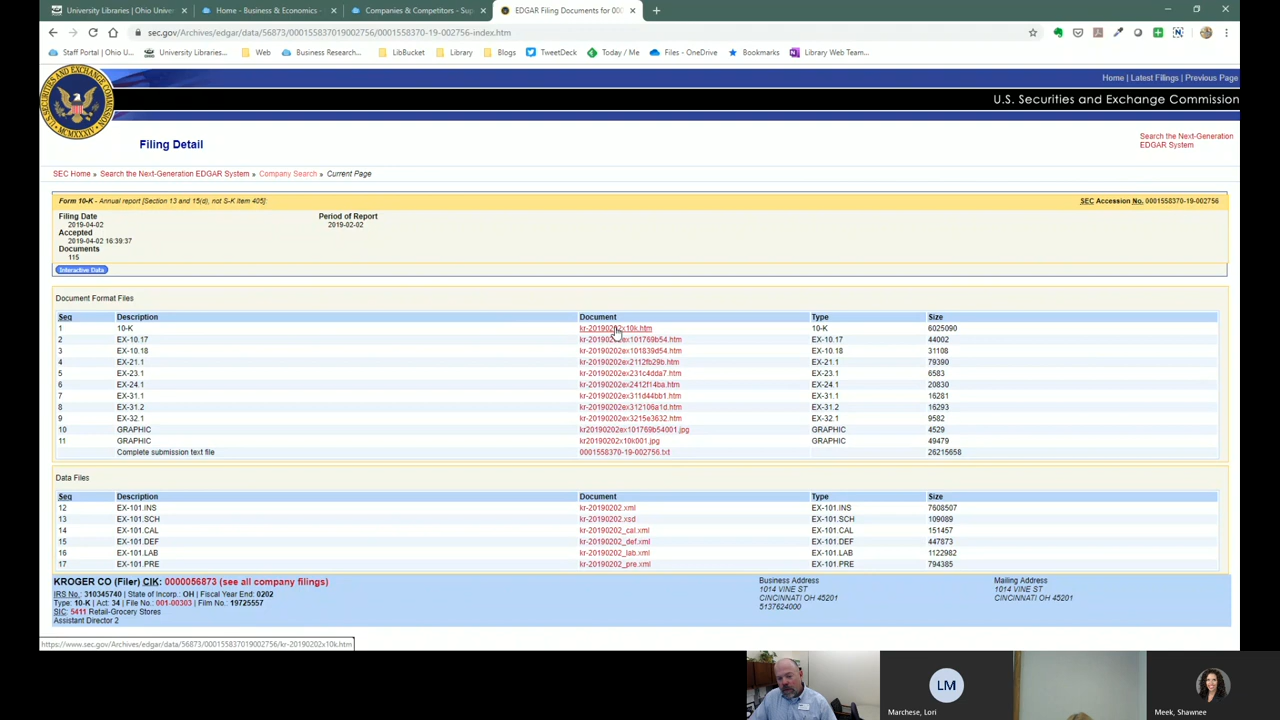 University Libraries | Ohio Univer
Home - Business & Economics -
Companies & Competitors - Sup
EDGAR Filing Documents for 000
sec.gov/Archives/edgar/data/56873/000155837019002756/0001558370-19-002756-index.htm
Staff Portal | Ohio U...
University Libraries...
Web
Business Research...
LibBucket
Library
Blogs
TweetDeck
Today / Me
Files - OneDrive
Bookmarks
Library Web Team...
Home | Latest Filings | Previous Page
U.S. Securities and Exchange Commission
Filing Detail
Search the Next-Generation
EDGAR System
SEC Home » Search the Next-Generation EDGAR System » Company Search » Current Page
Form 10-K - Annual report [Section 13 and 15(d), not S-K Item 405]:
SEC Accession No. 0001558370-19-002756
Filing Date
2019-04-02
Accepted
2019-04-02 16:39:37
Documents
115
Period of Report
2019-02-02
Interactive Data
Document Format Files
Seq Description Document Type Size
1 10-K kr-20190202x10k.htm 10-K 6025090
2 EX-10.17 kr-20190202ex101769b54.htm EX-10.17 44002
3 EX-10.18 kr-20190202ex101839d54.htm EX-10.18 31108
4 EX-21.1 kr-20190202ex2112fb29b.htm EX-21.1 79390
5 EX-23.1 kr-20190202ex231c4dda7.htm EX-23.1 6583
6 EX-24.1 kr-20190202ex2412f14ba.htm EX-24.1 20830
7 EX-31.1 kr-20190202ex311d44bb1.htm EX-31.1 16281
8 EX-31.2 kr-20190202ex312106a1d.htm EX-31.2 16293
9 EX-32.1 kr-20190202ex3215e3632.htm EX-32.1 9582
10 GRAPHIC kr20190202ex101769b54001.jpg GRAPHIC 4529
11 GRAPHIC kr20190202x10k001.jpg GRAPHIC 49479
Complete submission text file 0001558370-19-002756.txt 26215658
Data Files
Seq Description Document Type Size
12 EX-101.INS kr-20190202.xml EX-101.INS 7608507
13 EX-101.SCH kr-20190202.xsd EX-101.SCH 109089
14 EX-101.CAL kr-20190202_cal.xml EX-101.CAL 151457
15 EX-101.DEF kr-20190202_def.xml EX-101.DEF 447873
16 EX-101.LAB kr-20190202_lab.xml EX-101.LAB 1122982
17 EX-101.PRE kr-20190202_pre.xml EX-101.PRE 794385
KROGER CO (Filer) CIK: 0000056873 (see all company filings)
IRS No.: 310345740 | State of Incorp.: OH | Fiscal Year End: 0202
Type: 10-K | Act: 34 | File No.: 001-00303 | Film No.: 19725557
SIC: 5411 Retail-Grocery Stores
Assistant Director 2
Business Address
1014 VINE ST
CINCINNATI OH 45201
5137624000
Mailing Address
1014 VINE ST
CINCINNATI OH 45201
https://www.sec.gov/Archives/edgar/data/56873/000155837019002756/kr-20190202x10k.htm
LM
Marchese, Lori
Meek, Shawnee